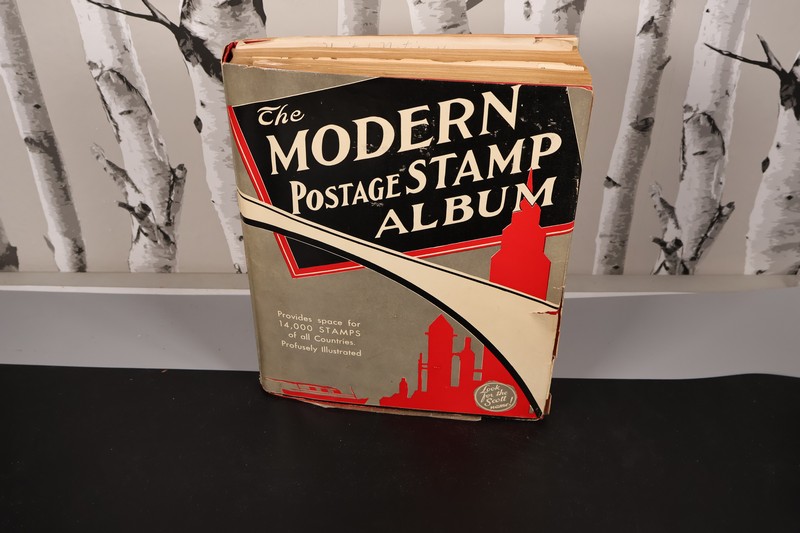 The
MODERN
POSTAGE STAMP
ALBUM
Provides space for
14,000 STAMPS
of all Countries.
Profusely Illustrated
Look
for the
Scott
NAME!